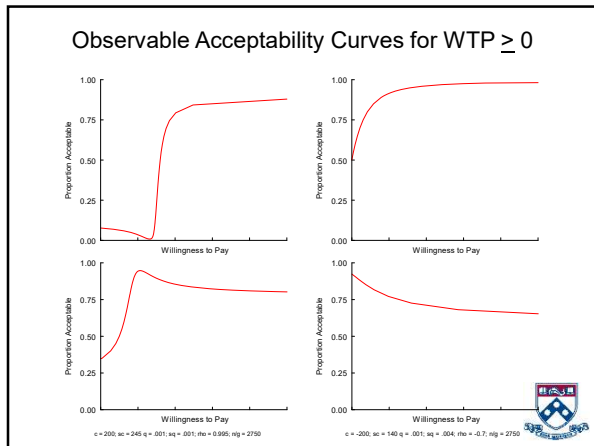 Observable Acceptability Curves for WTP ≥ 0
1.00
0.75
0.50
0.25
0.00
Proportion Acceptable
Willingness to Pay
1.00
0.75
0.50
0.25
0.00
Proportion Acceptable
Willingness to Pay
1.00
0.75
0.50
0.25
0.00
Proportion Acceptable
Willingness to Pay
c = 200; sc = 245 q = .001; sq = .001; rho = 0.995; n/g = 2750
1.00
0.75
0.50
0.25
0.00
Proportion Acceptable
Willingness to Pay
c = -200; sc = 140 q = .001; sq = .004; rho = -0.7; n/g = 2750